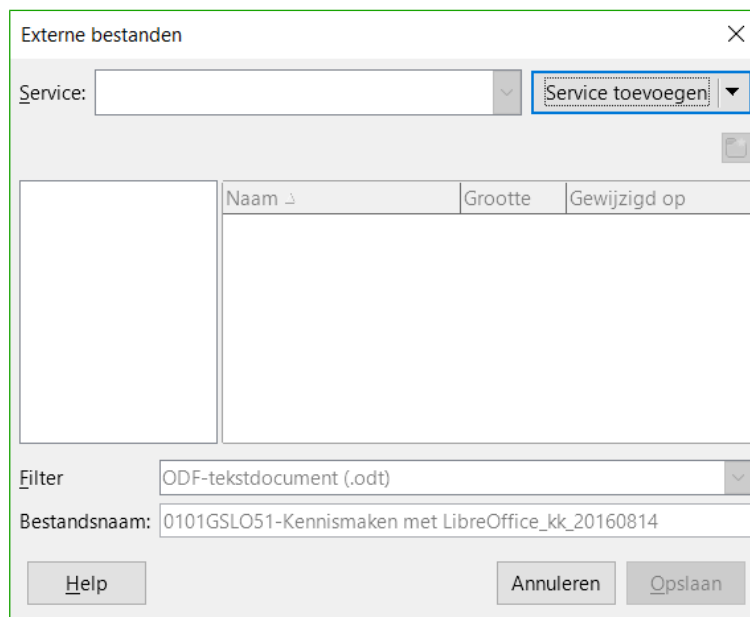 Externe bestanden
Service: Service toevoegen
Naam Grootte Gewijzigd op
Filter ODF-tekstdocument (.odt)
Bestandsnaam: 0101GSLO51-Kennismaken met LibreOffice_kk_20160814
Help Annuleren Opslaan